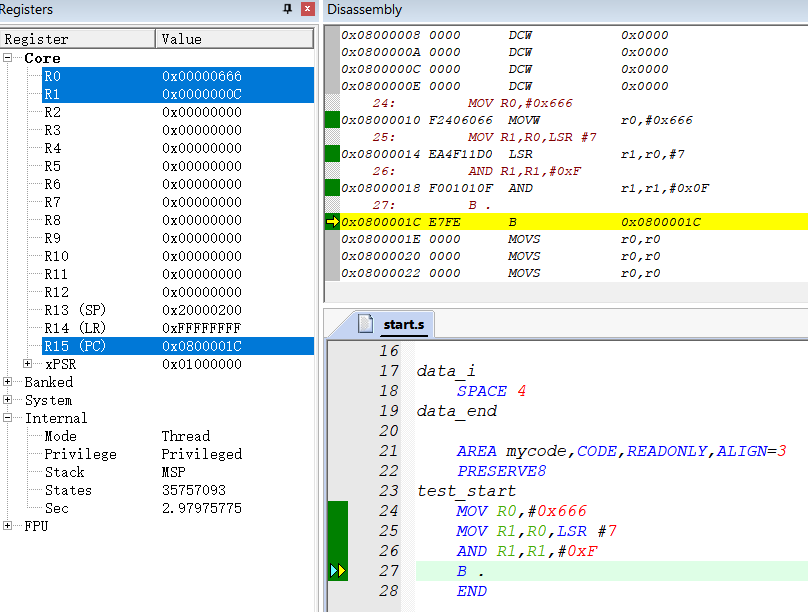 Registers
Register Value
Core
R0 0x00000666
R1 0x0000000C
R2 0x00000000
R3 0x00000000
R4 0x00000000
R5 0x00000000
R6 0x00000000
R7 0x00000000
R8 0x00000000
R9 0x00000000
R10 0x00000000
R11 0x00000000
R12 0x00000000
R13 (SP) 0x20000200
R14 (LR) 0xFFFFFFFF
R15 (PC) 0x0800001C
xPSR 0x01000000
Banked
System
Internal
Mode Thread
Privilege Privileged
Stack MSP
States 35757093
Sec 2.97975775
FPU
Disassembly
0x08000008 0000 DCW 0x0000
0x0800000A 0000 DCW 0x0000
0x0800000C 0000 DCW 0x0000
0x0800000E 0000 DCW 0x0000
24: MOV R0,#0x666
0x08000010 F2406066 MOVW r0,#0x666
25: MOV R1,R0,LSR #7
0x08000014 EA4F11D0 LSR r1,r0,#7
26: AND R1,R1,#0xF
0x08000018 F001010F AND r1,r1,#0x0F
27: B .
0x0800001C E7FE B 0x0800001C
0x0800001E 0000 MOVS r0,r0
0x08000020 0000 MOVS r0,r0
0x08000022 0000 MOVS r0,r0
start.s
16
17 data_i
18 SPACE 4
19 data_end
20
21 AREA mycode,CODE,READONLY,ALIGN=3
22 PRESERVE8
23 test_start
24 MOV R0,#0x666
25 MOV R1,R0,LSR #7
26 AND R1,R1,#0xF
27 B .
28 END